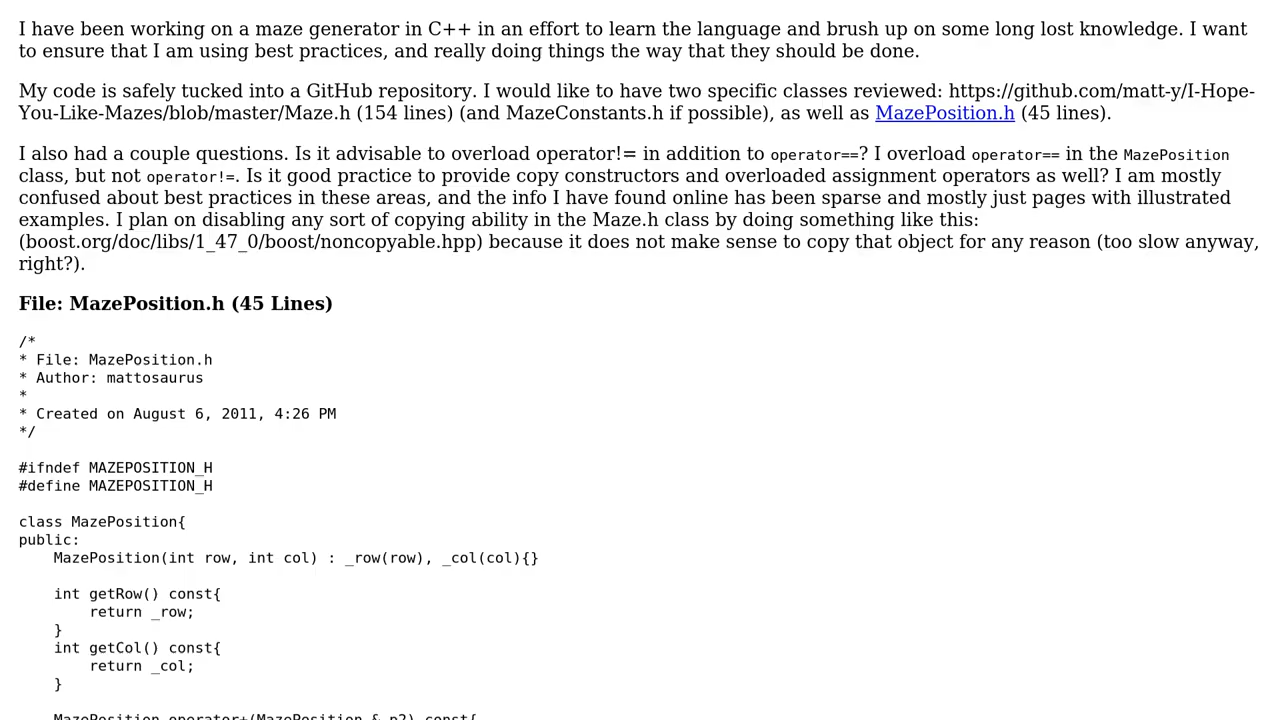 I have been working on a maze generator in C++ in an effort to learn the language and brush up on some long lost knowledge. I want
to ensure that I am using best practices, and really doing things the way that they should be done.
My code is safely tucked into a GitHub repository. I would like to have two specific classes reviewed: https://github.com/matt-y/I-Hope-
You-Like-Mazes/blob/master/Maze.h (154 lines) (and MazeConstants.h if possible), as well as MazePosition.h (45 lines).
I also had a couple questions. Is it advisable to overload operator!= in addition to operator==? I overload operator== in the MazePosition
class, but not operator!=. Is it good practice to provide copy constructors and overloaded assignment operators as well? I am mostly
confused about best practices in these areas, and the info I have found online has been sparse and mostly just pages with illustrated
examples. I plan on disabling any sort of copying ability in the Maze.h class by doing something like this:
(boost.org/doc/libs/1_47_0/boost/noncopyable.hpp) because it does not make sense to copy that object for any reason (too slow anyway,
right?).
File: MazePosition.h (45 Lines)
/*
* File: MazePosition.h
* Author: mattosaurus
*
* Created on August 6, 2011, 4:26 PM
*/
#ifndef MAZEPOSITION_H
#define MAZEPOSITION_H
class MazePosition{
public:
    MazePosition(int row, int col) : _row(row), _col(col){}
    int getRow() const{
        return _row;
    }
    int getCol() const{
        return _col;
    }
    MazePosition operator+(MazePosition & p2) const{